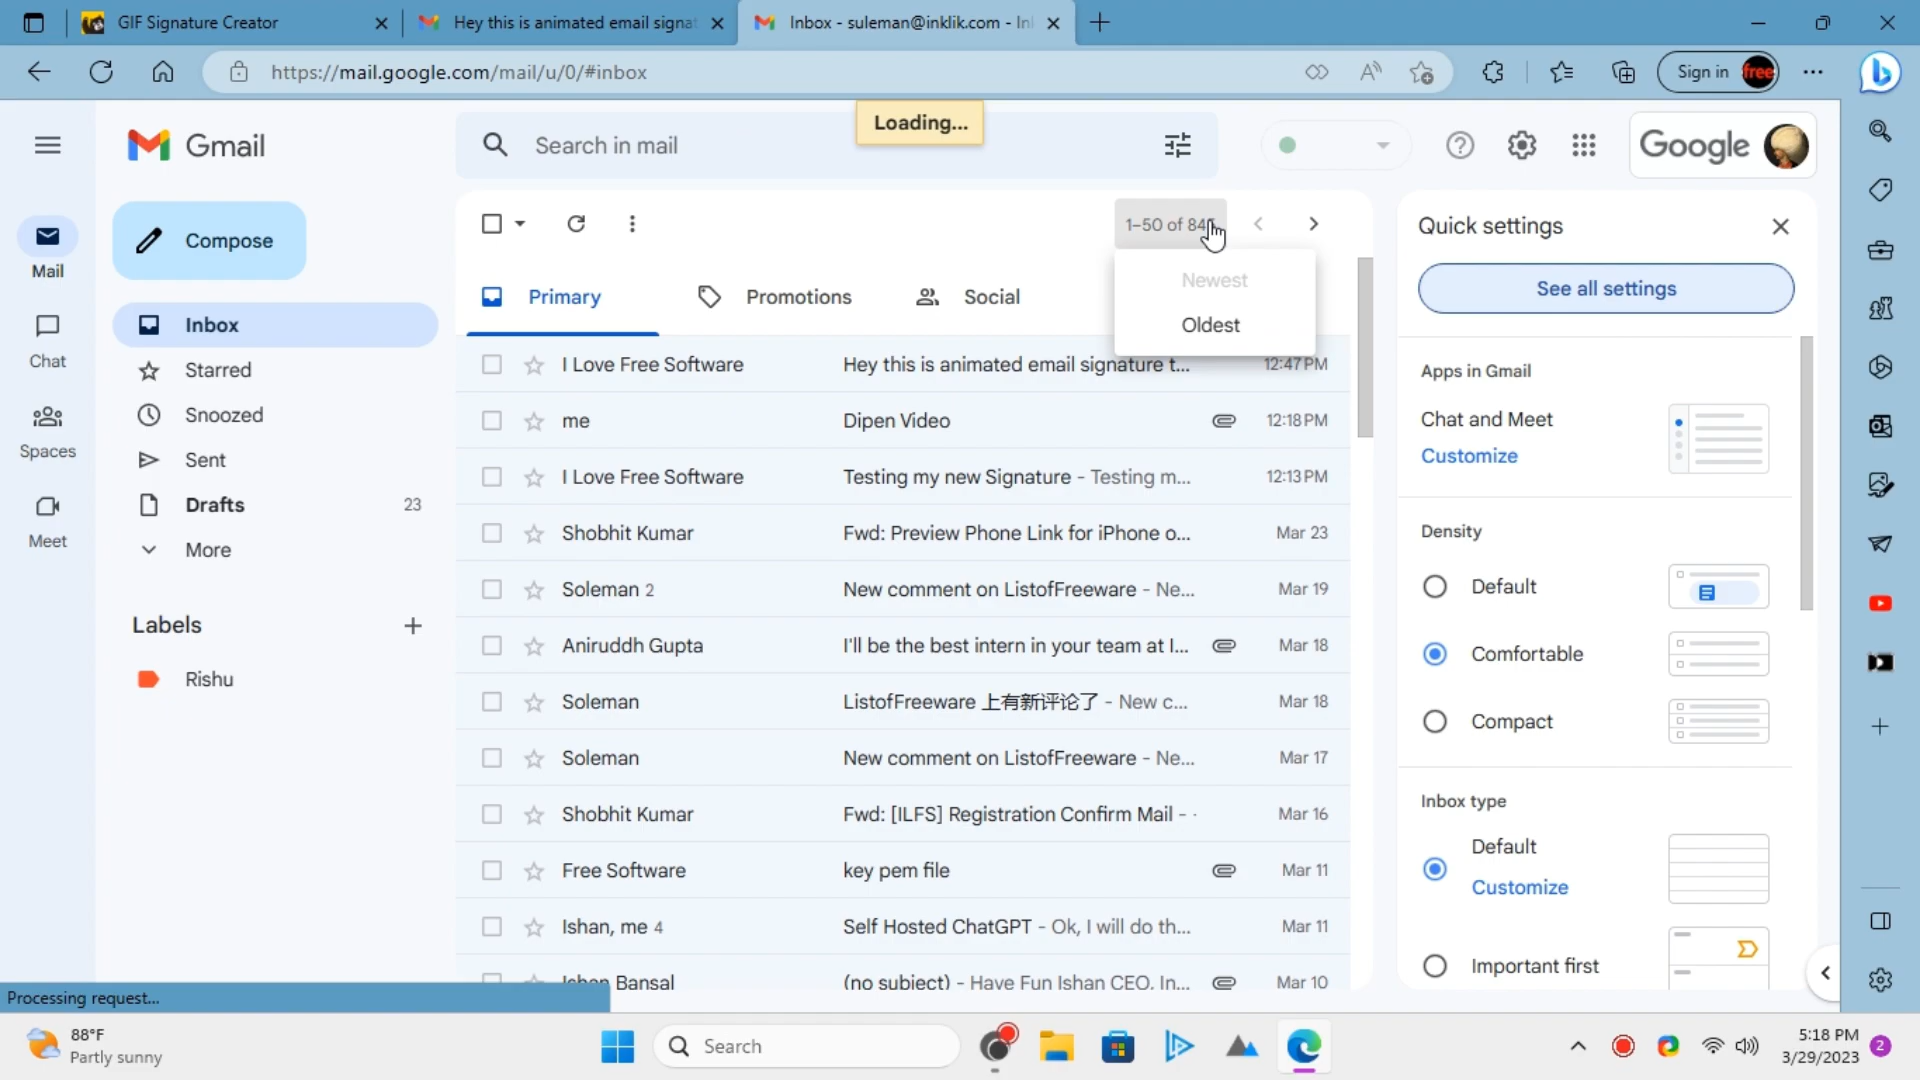 GIF Signature Creator
Hey this is animated email signat
Inbox - suleman@inklik.com - In
https://mail.google.com/mail/u/0/#inbox
Sign in
free
Loading...
Gmail
Search in mail
Google
Compose
Mail
Chat
Spaces
Meet
Inbox
Starred
Snoozed
Sent
Drafts 23
More
Labels
Rishu
1–50 of
Newest
Oldest
Primary
Promotions
Social
I Love Free Software Hey this is animated email signature t... 12:47 PM
me Dipen Video 12:18 PM
I Love Free Software Testing my new Signature - Testing m... 12:13 PM
Shobhit Kumar Fwd: Preview Phone Link for iPhone o... Mar 23
Soleman 2 New comment on ListofFreeware - Ne... Mar 19
Aniruddh Gupta I'll be the best intern in your team at I... Mar 18
Soleman ListofFreeware 上有新评论了 - New c... Mar 18
Soleman New comment on ListofFreeware - Ne... Mar 17
Shobhit Kumar Fwd: [ILFS] Registration Confirm Mail - - Mar 16
Free Software key pem file Mar 11
Ishan, me 4 Self Hosted ChatGPT - Ok, I will do th... Mar 11
Ishan Bansal (no subject) - Have Fun Ishan CEO, In... Mar 10
Quick settings
See all settings
Apps in Gmail
Chat and Meet
Customize
Density
Default
Comfortable
Compact
Inbox type
Default
Customize
Important first
Processing request...
88°F
Partly sunny
Search
5:18 PM
3/29/2023
2